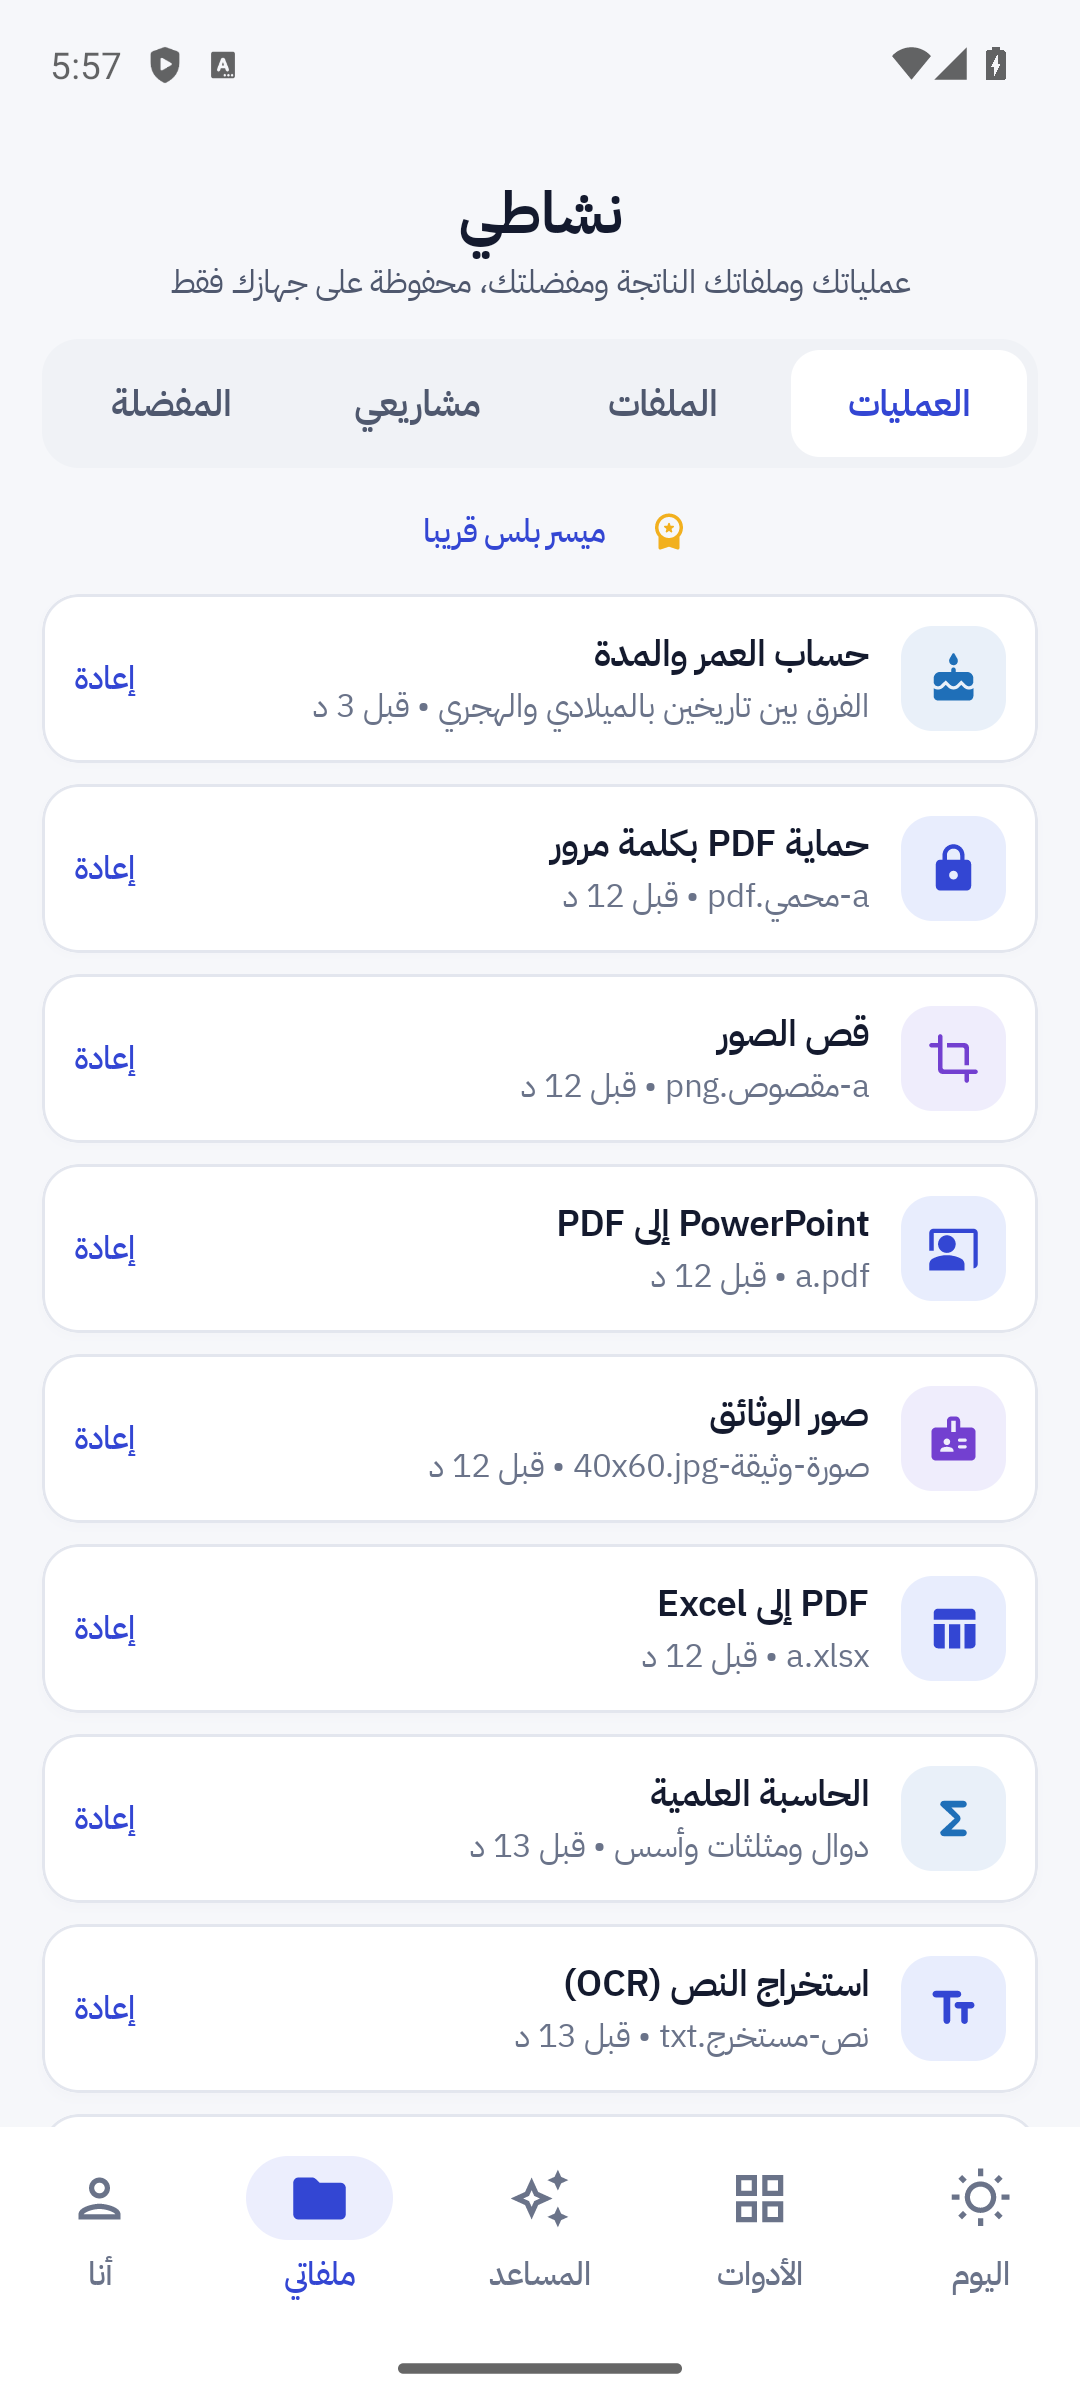 5:57
نشاطي
عملياتك وملفاتك الناتجة ومفضلتك، محفوظة على جهازك فقط
العمليات
الملفات
مشاريعي
المفضلة
ميسر بلس قريبا
حساب العمر والمدة
الفرق بين تاريخين بالميلادي والهجري • قبل 3 د
إعادة
حماية PDF بكلمة مرور
a-محمي.pdf • قبل 12 د
إعادة
قص الصور
a-مقصوص.png • قبل 12 د
إعادة
PowerPoint إلى PDF
a.pdf • قبل 12 د
إعادة
صور الوثائق
صورة-وثيقة-40x60.jpg • قبل 12 د
إعادة
PDF إلى Excel
a.xlsx • قبل 12 د
إعادة
الحاسبة العلمية
دوال ومثلثات وأسس • قبل 13 د
إعادة
استخراج النص (OCR)
نص-مستخرج.txt • قبل 13 د
إعادة
اليوم
الأدوات
المساعد
ملفاتي
أنا